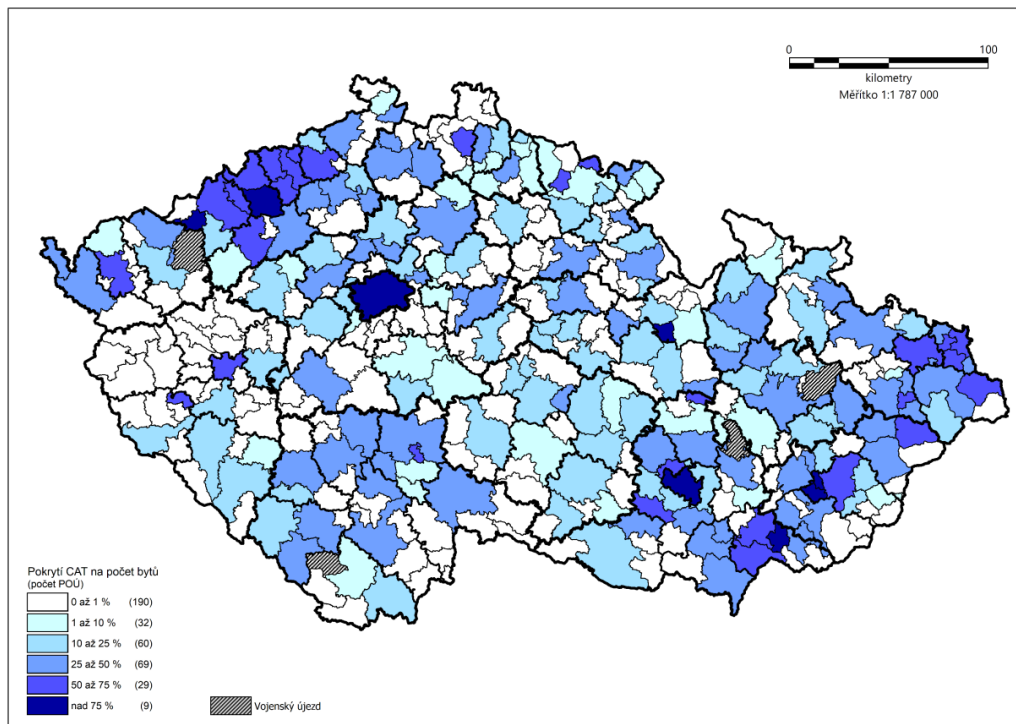 0 100
kilometry
Měřítko 1:1 787 000
Pokrytí CAT na počet bytů
(počet POÚ)
0 až 1 % (190)
1 až 10 % (32)
10 až 25 % (60)
25 až 50 % (69)
50 až 75 % (29)
nad 75 % (9)
Vojenský újezd